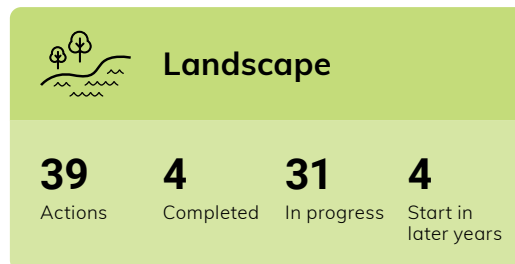 Landscape
39 4 31 4
Actions Completed In progress Start in
later years